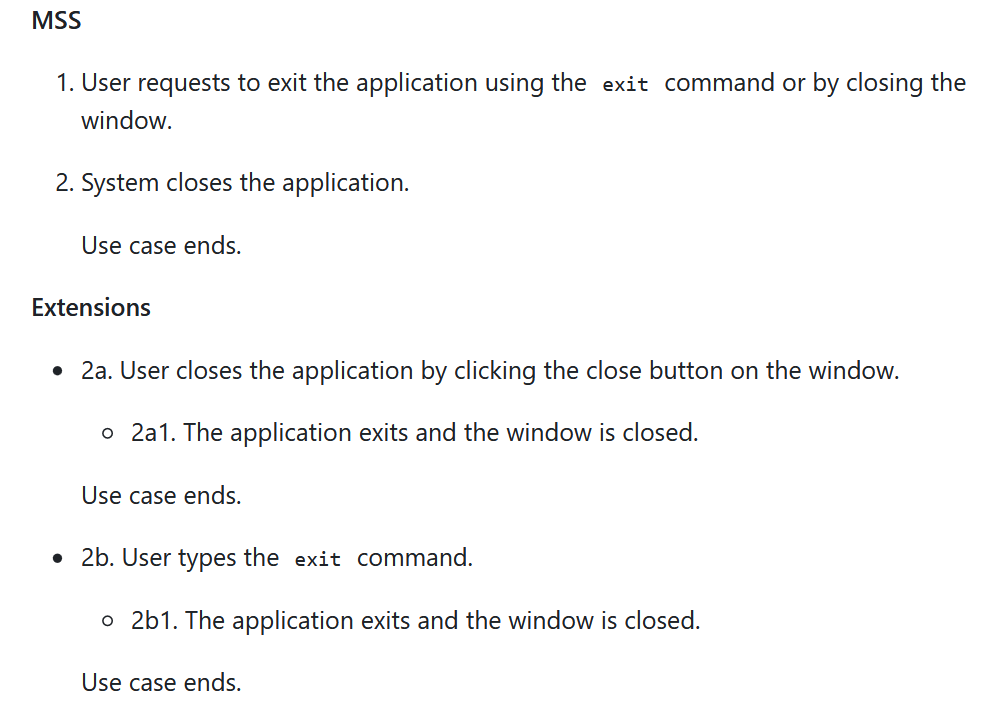 MSS
1. User requests to exit the application using the exit command or by closing the
window.
2. System closes the application.
Use case ends.
Extensions
• 2a. User closes the application by clicking the close button on the window.
○ 2a1. The application exits and the window is closed.
Use case ends.
• 2b. User types the exit command.
○ 2b1. The application exits and the window is closed.
Use case ends.